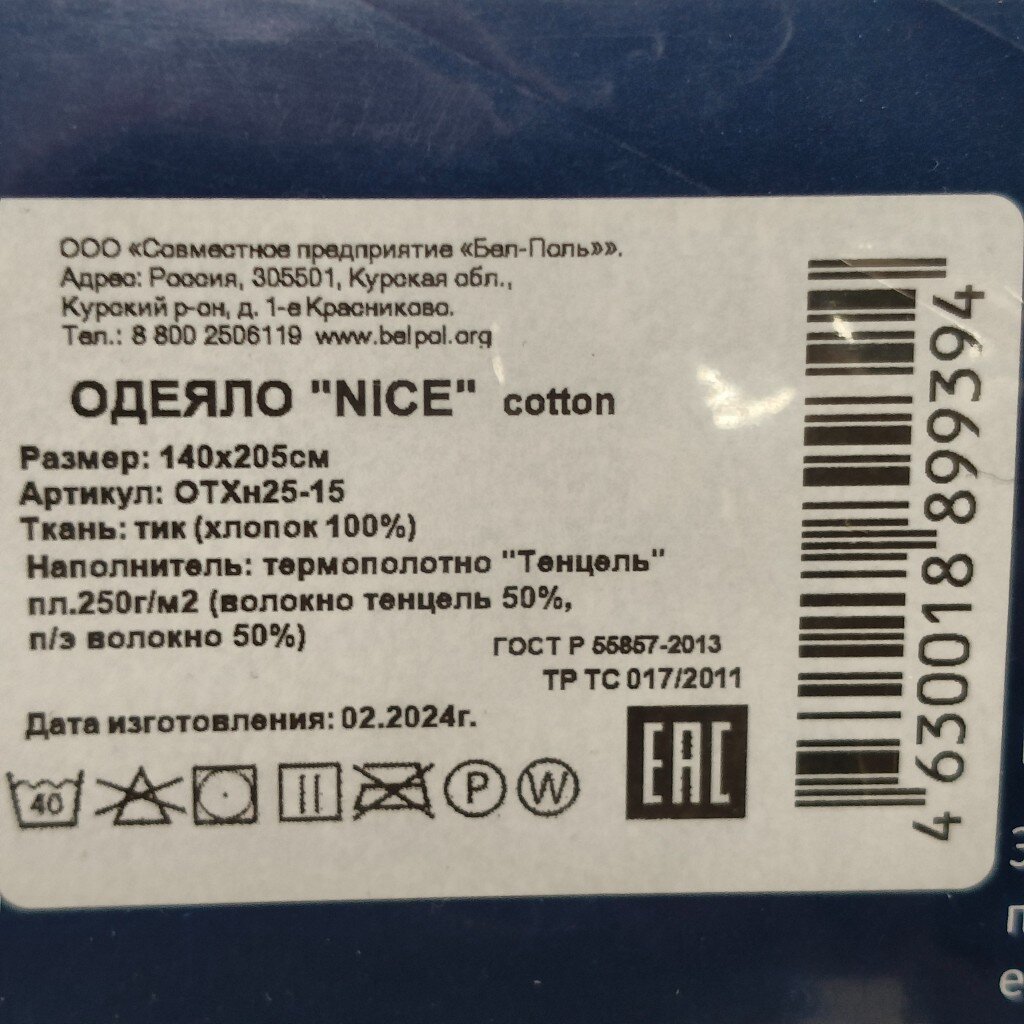 ООО «Совместное предприятие «Бел-Поль»».
Адрес: Россия, 305501, Курская обл.,
Курский р-он, д. 1-е Красниково.
Тел.: 8 800 2506119 www.belpol.org
ОДЕЯЛО "NICE" cotton
Размер: 140х205см
Артикул: ОТХн25-15
Ткань: тик (хлопок 100%)
Наполнитель: термополотно "Тенцель"
пл.250г/м2 (волокно тенцель 50%,
п/э волокно 50%)
ГОСТ Р 55857-2013
ТР ТС 017/2011
Дата изготовления: 02.2024г.
40
P
W
EAC
4 630018 899394